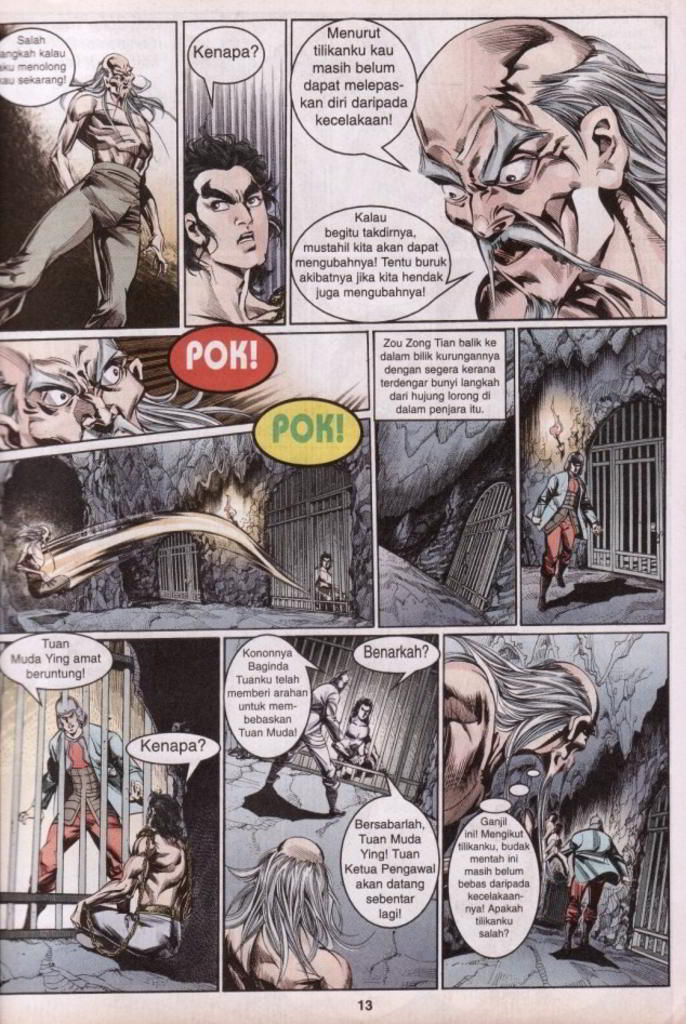 Salah
langkah kalau
aku menolong
kau sekarang!
Kenapa?
Menurut
tilikanku kau
masih belum
dapat melepas-
kan diri daripada
kecelakaan!
Kalau
begitu takdirnya,
mustahil kita akan dapat
mengubahnya! Tentu buruk
akibatnya jika kita hendak
juga mengubahnya!
POK!
POK!
Zou Zong Tian balik ke
dalam bilik kurungannya
dengan segera kerana
terdengar bunyi langkah
dari hujung lorong di
dalam penjara itu.
Tuan
Muda Ying amat
beruntung!
Kenapa?
Kononnya
Baginda
Tuanku telah
memberi arahan
untuk mem-
bebaskan
Tuan Muda!
Benarkah?
Bersabarlah,
Tuan Muda
Ying! Tuan
Ketua Pengawal
akan datang
sebentar
lagi!
Ganjil
ini! Mengikut
tilikanku, budak
mentah ini
masih belum
bebas daripada
kecelakaan-
nya! Apakah
tilikanku
salah?
13